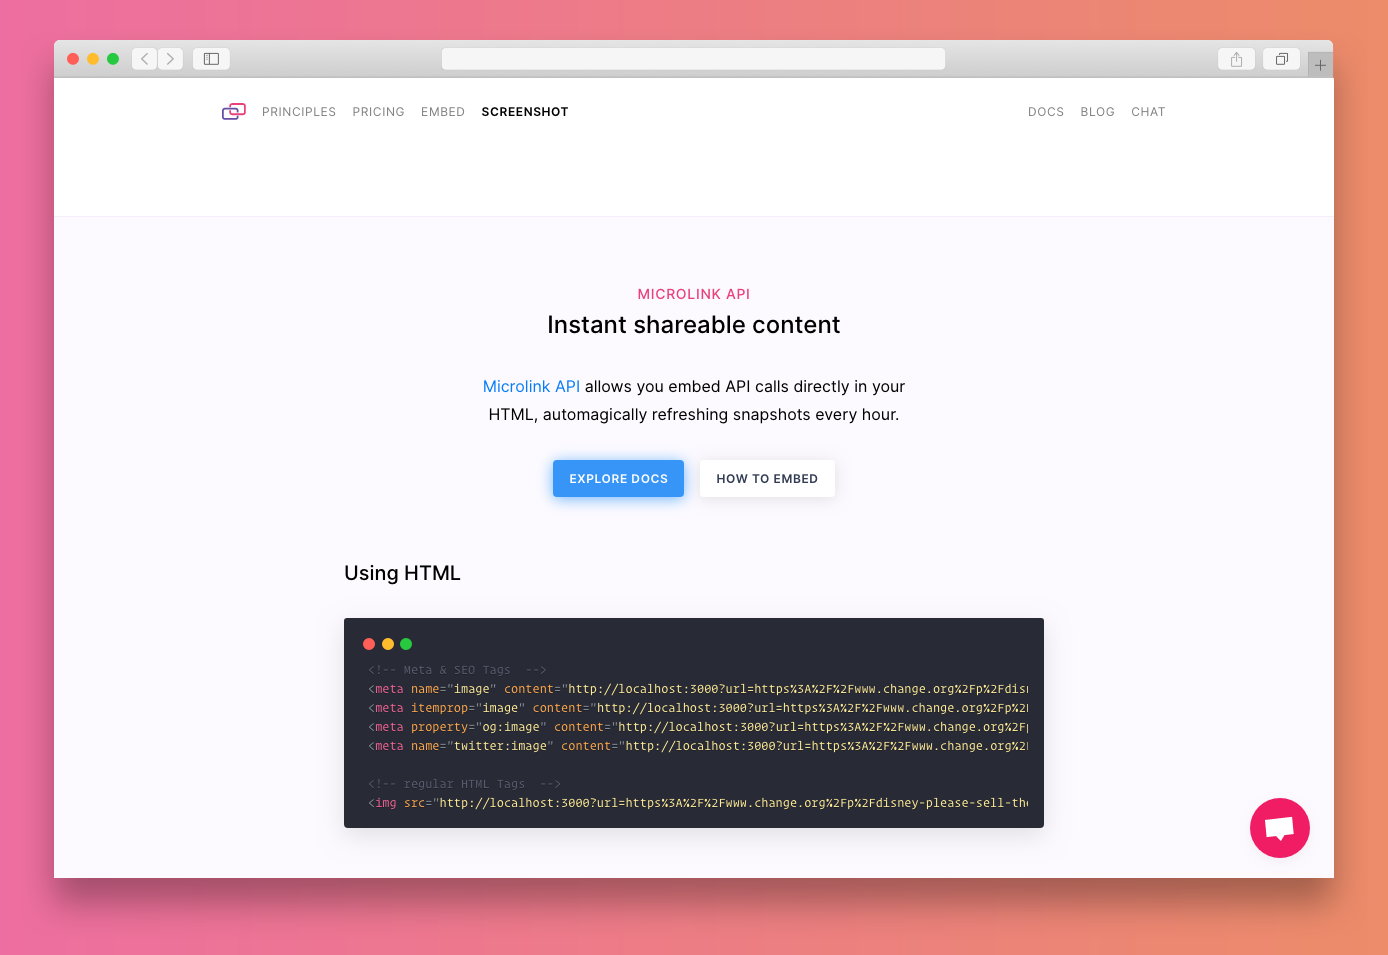 PRINCIPLES PRICING EMBED SCREENSHOT DOCS BLOG CHAT
MICROLINK API
Instant shareable content
Microlink API allows you embed API calls directly in your
HTML, automagically refreshing snapshots every hour.
EXPLORE DOCS HOW TO EMBED
Using HTML
<!-- Meta & SEO Tags  -->
<meta name="image" content="http://localhost:3000?url=https%3A%2F%2Fwww.change.org%2Fp%2Fdis
<meta itemprop="image" content="http://localhost:3000?url=https%3A%2F%2Fwww.change.org%2Fp%2
<meta property="og:image" content="http://localhost:3000?url=https%3A%2F%2Fwww.change.org%2F
<meta name="twitter:image" content="http://localhost:3000?url=https%3A%2F%2Fwww.change.org%2
<!-- regular HTML Tags  -->
<img src="http://localhost:3000?url=https%3A%2F%2Fwww.change.org%2Fp%2Fdisney-please-sell-the